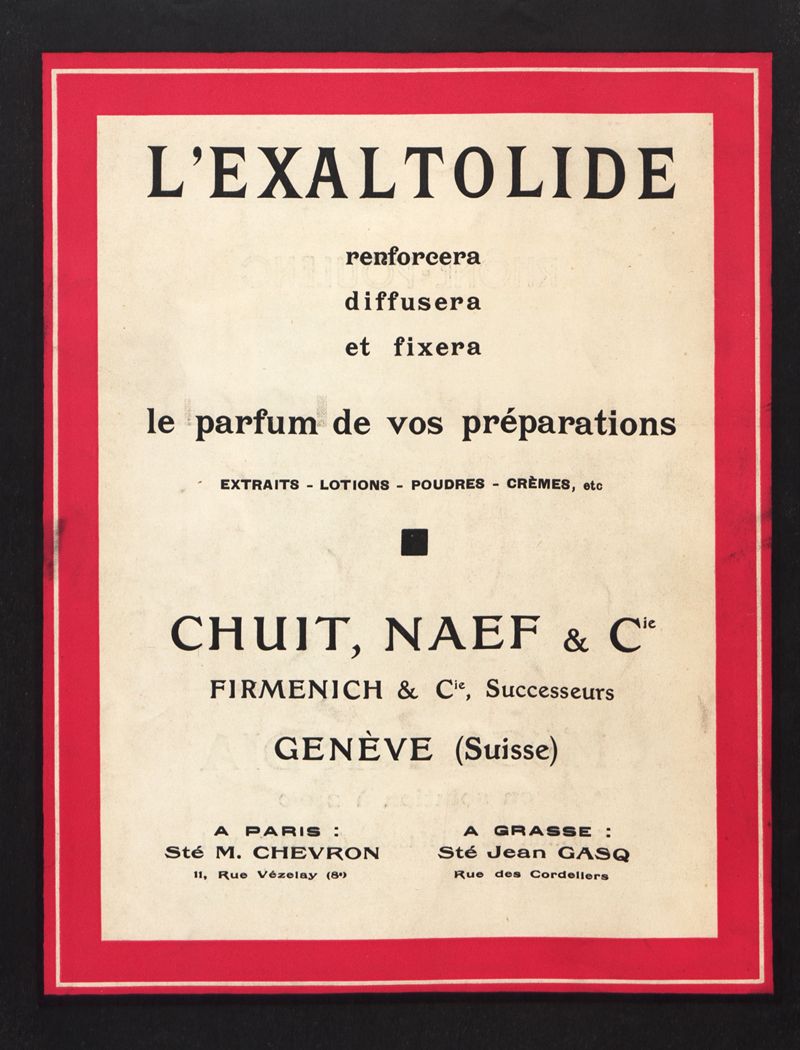 L'EXALTOLIDE
renforcera
diffusera
et fixera
le parfum de vos préparations
EXTRAITS - LOTIONS - POUDRES - CRÈMES, etc
CHUIT, NAEF & Cie
FIRMENICH & Cie, Successeurs
GENÈVE (Suisse)
A PARIS :
Sté M. CHEVRON
11, Rue Vézelay (8e)
A GRASSE :
Sté Jean GASQ
Rue des Cordeliers